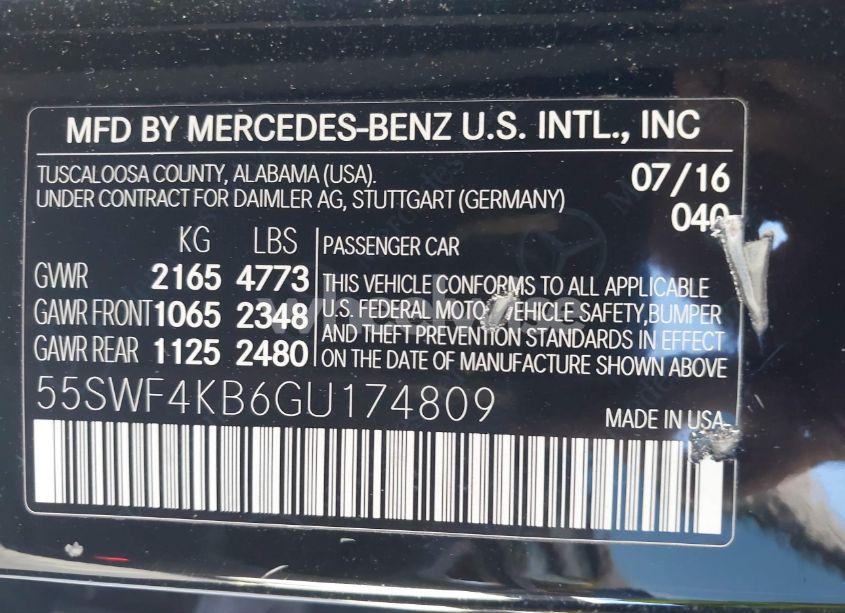 MFD BY MERCEDES-BENZ U.S. INTL., INC
TUSCALOOSA COUNTY, ALABAMA (USA).
UNDER CONTRACT FOR DAIMLER AG, STUTTGART (GERMANY)
07/16
040
KG LBS
GVWR 2165 4773
GAWR FRONT 1065 2348
GAWR REAR 1125 2480
PASSENGER CAR
THIS VEHICLE CONFORMS TO ALL APPLICABLE
U.S. FEDERAL MOTOR VEHICLE SAFETY, BUMPER
AND THEFT PREVENTION STANDARDS IN EFFECT
ON THE DATE OF MANUFACTURE SHOWN ABOVE
55SWF4KB6GU174809
MADE IN USA